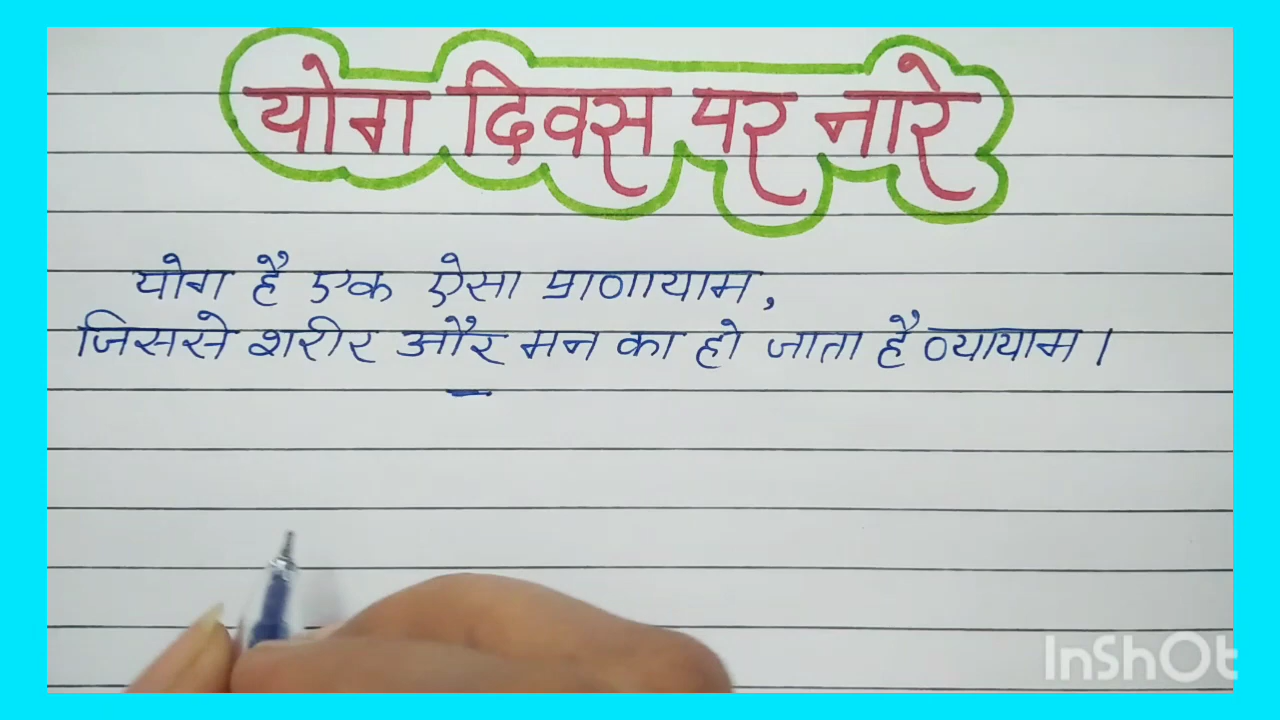 योग दिवस पर नारे
योग है एक ऐसा प्राणायाम,
जिससे शरीर और मन का हो जाता है व्यायाम।
InShOt